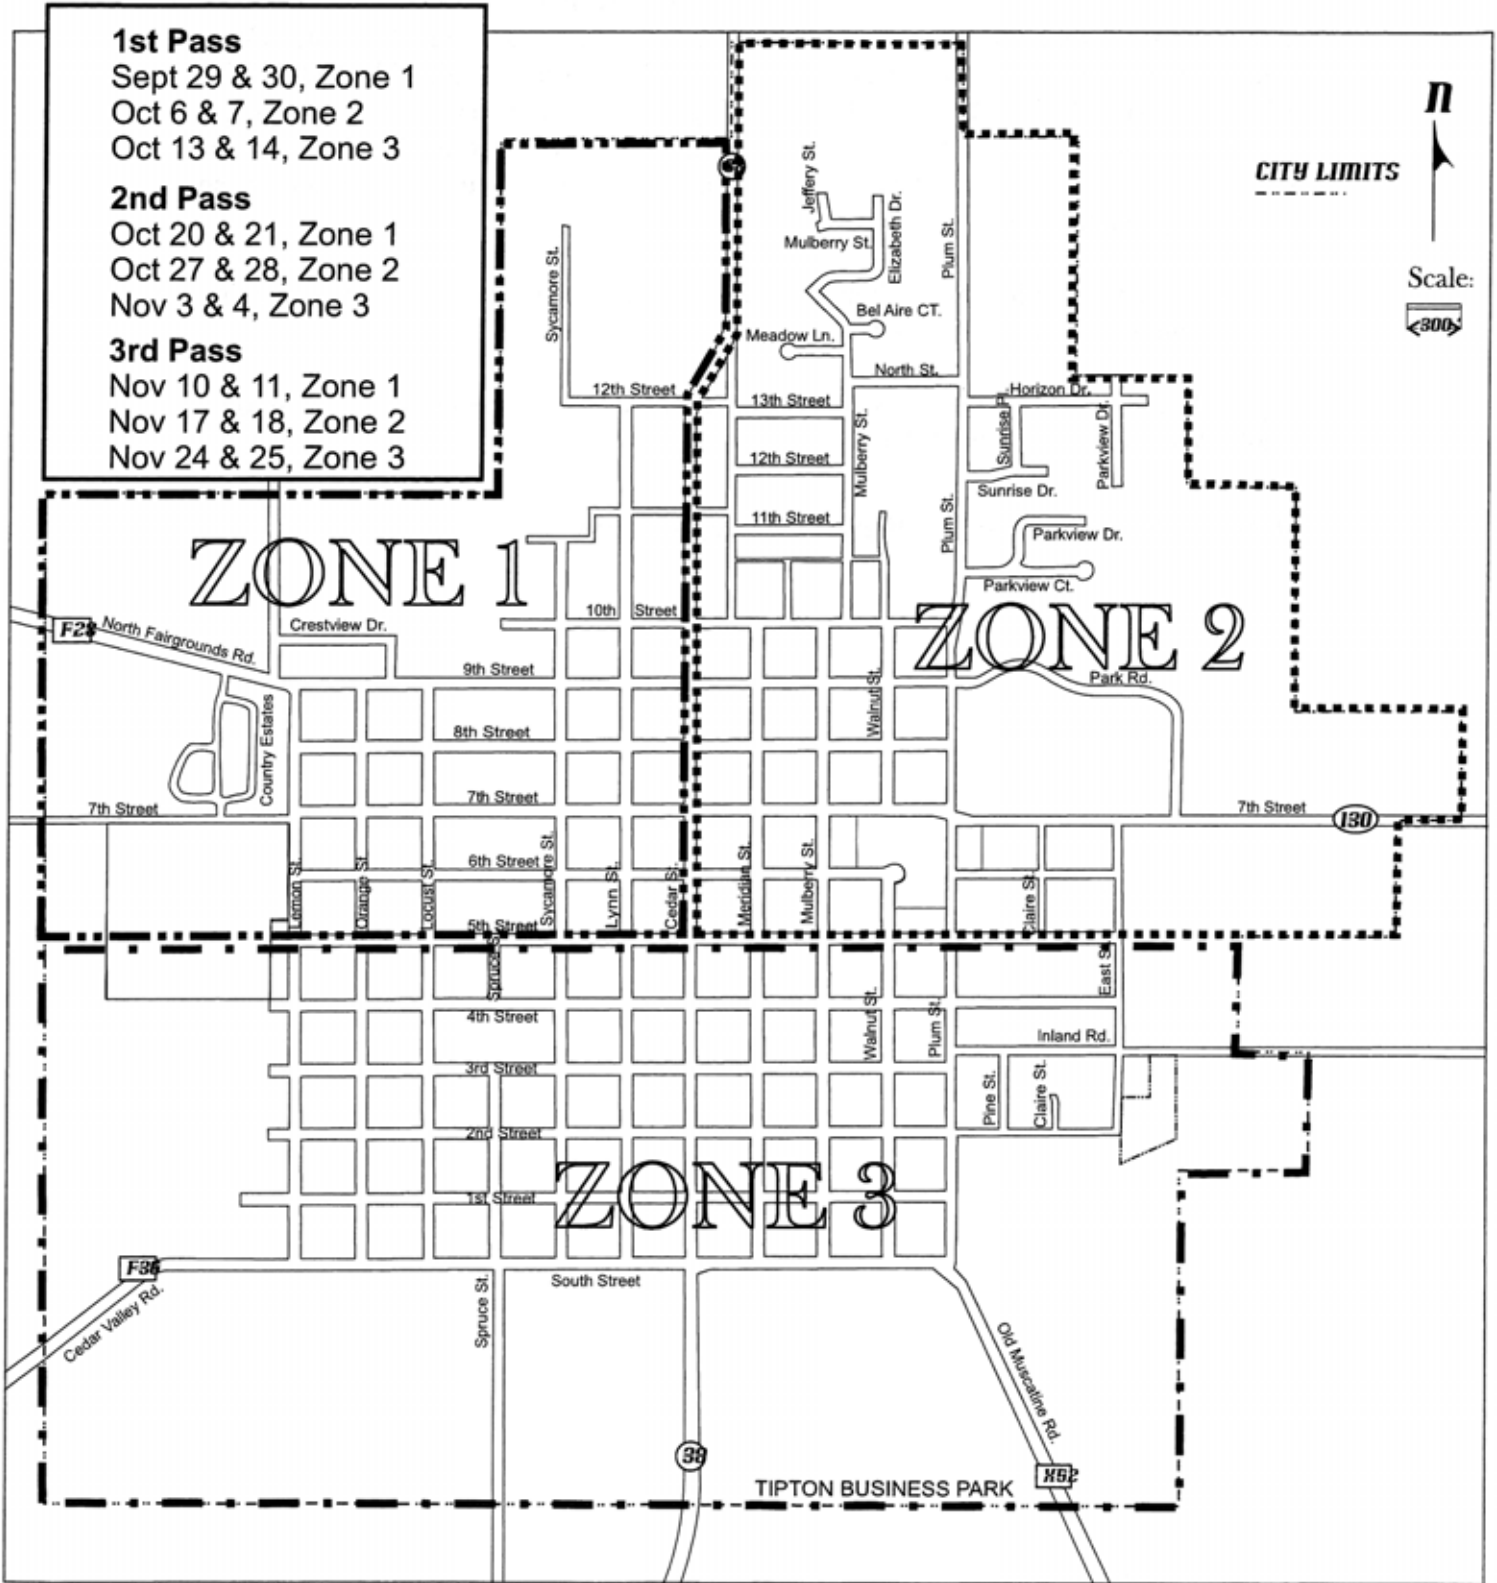 1st Pass
Sept 29 & 30, Zone 1
Oct 6 & 7, Zone 2
Oct 13 & 14, Zone 3
2nd Pass
Oct 20 & 21, Zone 1
Oct 27 & 28, Zone 2
Nov 3 & 4, Zone 3
3rd Pass
Nov 10 & 11, Zone 1
Nov 17 & 18, Zone 2
Nov 24 & 25, Zone 3
N
CITY LIMITS
Scale:
300'
Jeffery St.
Mulberry St.
Elizabeth Dr.
Plum St.
Sycamore St.
Bel Aire CT.
Meadow Ln.
North St.
12th Street
13th Street
Horizon Dr.
Sunrise Pl.
Parkview Dr.
Mulberry St.
12th Street
Sunrise Dr.
11th Street
Plum St.
Parkview Dr.
Parkview Ct.
ZONE 1
ZONE 2
10th Street
F28
North Fairgrounds Rd.
Crestview Dr.
9th Street
Park Rd.
Walnut St.
Country Estates
8th Street
7th Street
7th Street
7th Street
130
6th Street
Lemon St.
Orange St.
Locust St.
Sycamore St.
Lynn St.
Cedar St.
Meridian St.
Mulberry St.
Claire St.
5th Street
Spruce St.
East St.
4th Street
Walnut St.
Plum St.
Inland Rd.
3rd Street
Pine St.
Claire St.
2nd Street
ZONE 3
1st Street
F36
Cedar Valley Rd.
South Street
Spruce St.
Old Muscatine Rd.
38
X52
TIPTON BUSINESS PARK